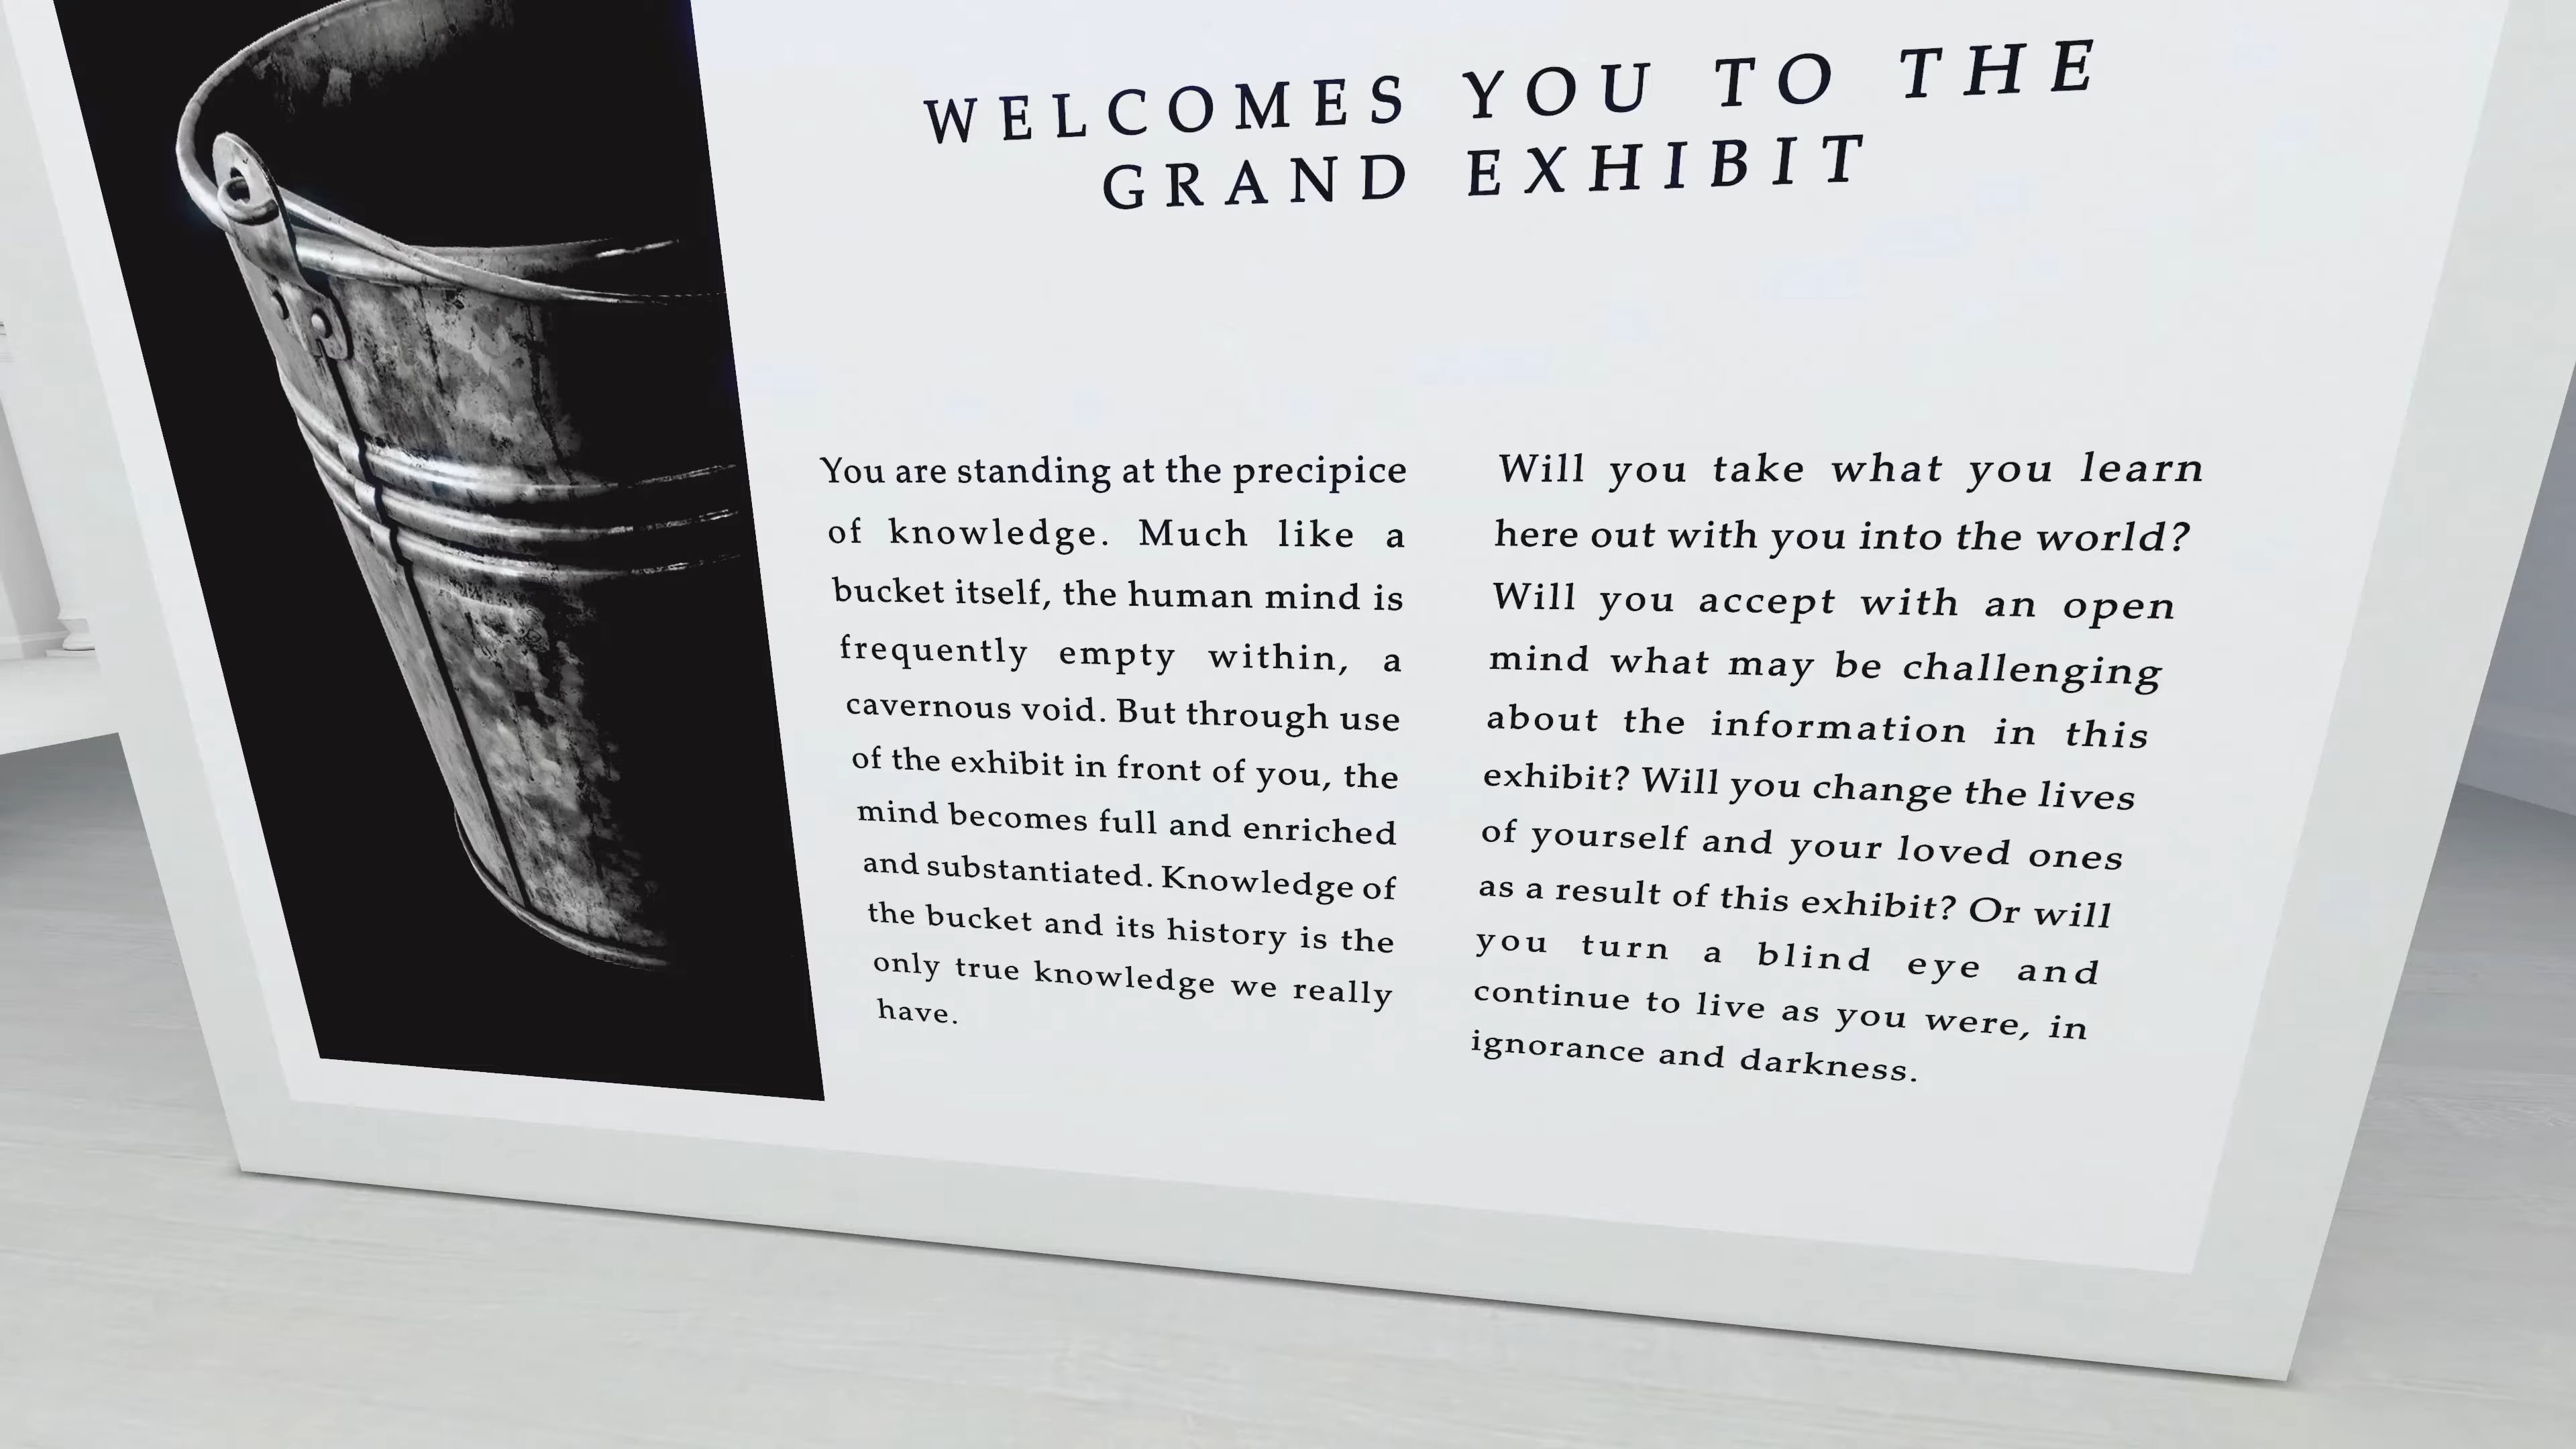 WELCOMES YOU TO THE
GRAND EXHIBIT
You are standing at the precipice
of knowledge. Much like a
bucket itself, the human mind is
frequently empty within, a
cavernous void. But through use
of the exhibit in front of you, the
mind becomes full and enriched
and substantiated. Knowledge of
the bucket and its history is the
only true knowledge we really
have.
Will you take what you learn
here out with you into the world?
Will you accept with an open
mind what may be challenging
about the information in this
exhibit? Will you change the lives
of yourself and your loved ones
as a result of this exhibit? Or will
you turn a blind eye and
continue to live as you were, in
ignorance and darkness.